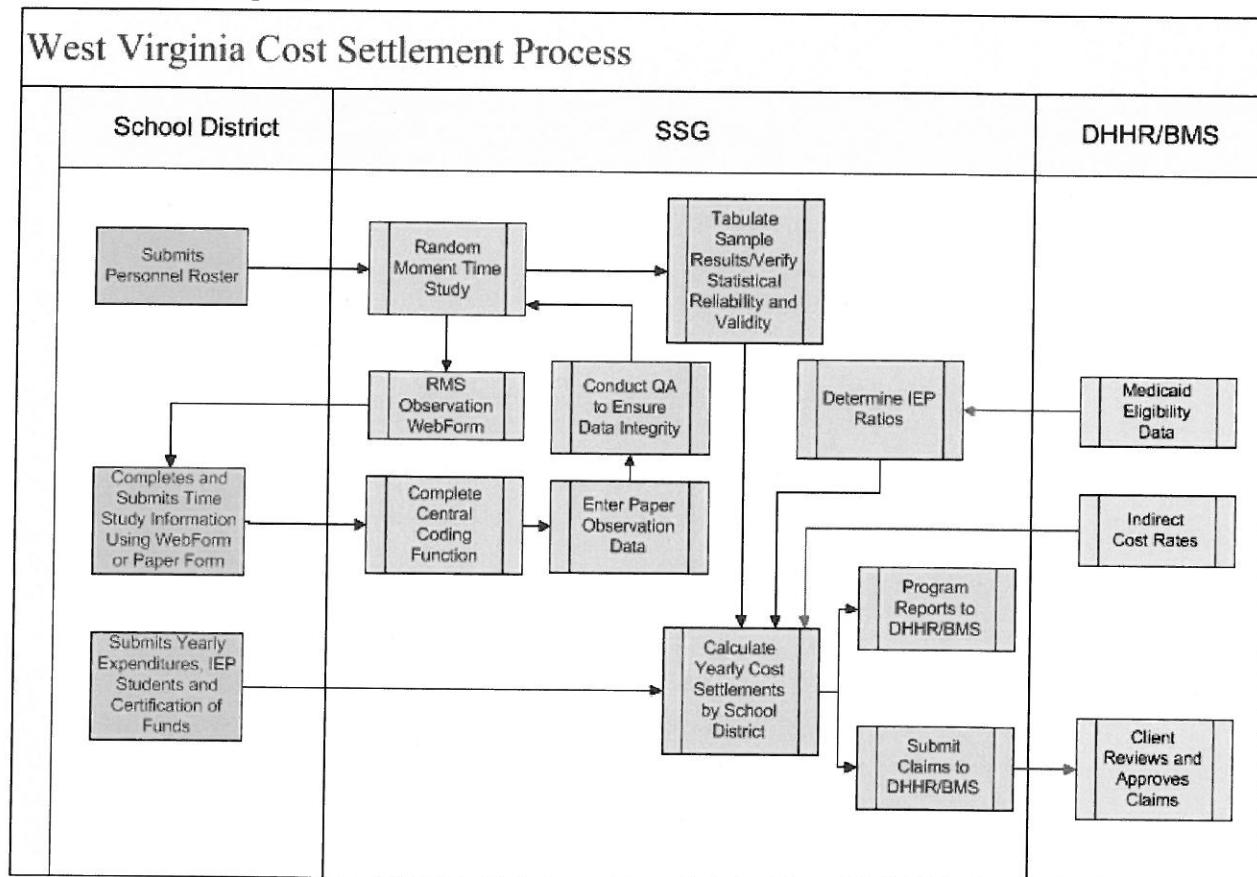 West Virginia Cost Settlement Process
School District
SSG
DHHR/BMS
Submits
Personnel Roster
Random
Moment Time
Study
Tabulate
Sample
Results/Verify
Statistical
Reliability and
Validity
RMS
Observation
WebForm
Conduct QA
to Ensure
Data Integrity
Determine IEP
Ratios
Medicaid
Eligibility
Data
Completes and
Submits Time
Study Information
Using WebForm
or Paper Form
Complete
Central
Coding
Function
Enter Paper
Observation
Data
Indirect
Cost Rates
Program
Reports to
DHHR/BMS
Submits Yearly
Expenditures, IEP
Students and
Certification of
Funds
Calculate
Yearly Cost
Settlements
by School
District
Submit
Claims to
DHHR/BMS
Client
Reviews and
Approves
Claims